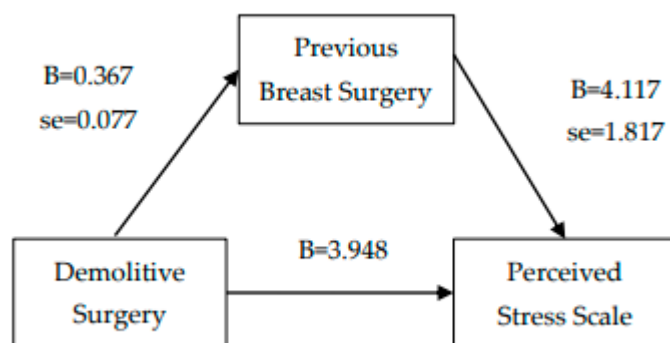 Previous
Breast Surgery
B=0.367
se=0.077
B=4.117
se=1.817
B=3.948
Demolitive
Surgery
Perceived
Stress Scale